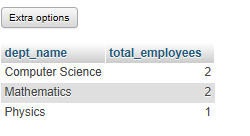 Extra options
dept_name total_employees
Computer Science 2
Mathematics 2
Physics 1